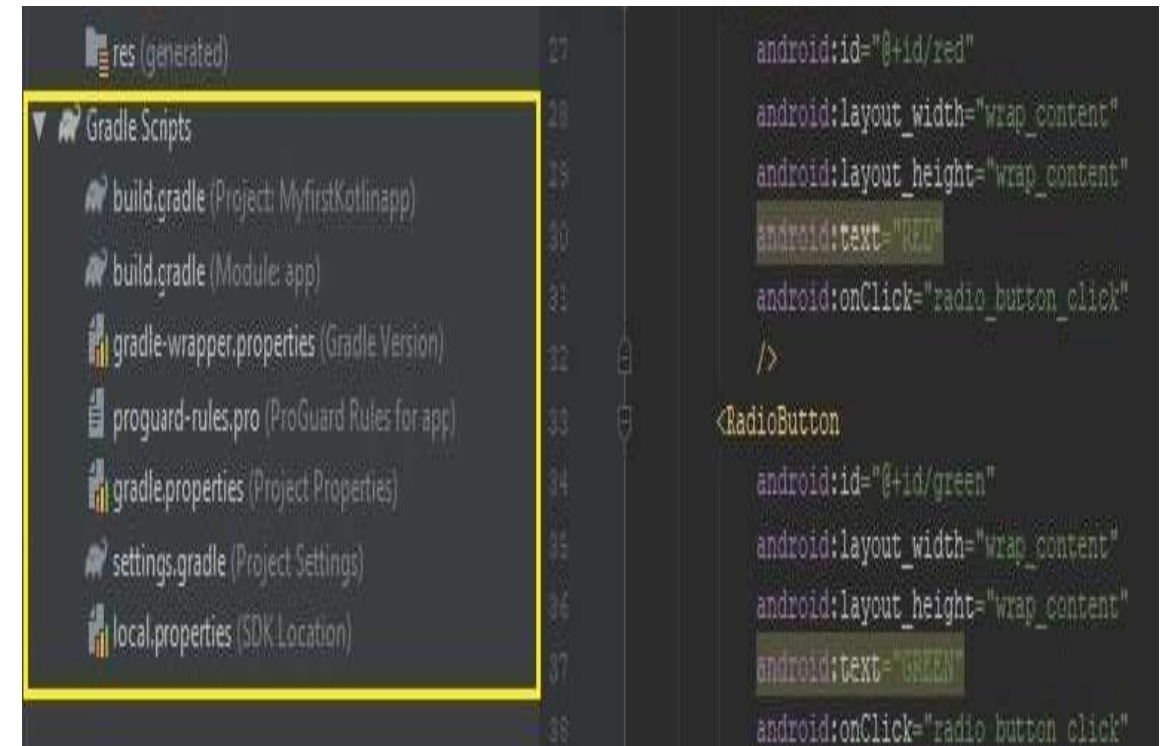 res (generated)
Gradle Scripts
build.gradle (Project: MyfirstKotlinapp)
build.gradle (Module: app)
gradle-wrapper.properties (Gradle Version)
proguard-rules.pro (ProGuard Rules for app)
gradle.properties (Project Properties)
settings.gradle (Project Settings)
local.properties (SDK Location)
27 android:id="@+id/red"
28 android:layout_width="wrap_content"
29 android:layout_height="wrap_content"
30 android:text="RED"
31 android:onClick="radio_button_click"
32 />
33 <RadioButton
34 android:id="@+id/green"
35 android:layout_width="wrap_content"
36 android:layout_height="wrap_content"
37 android:text="GREEN"
38 android:onClick="radio_button_click"